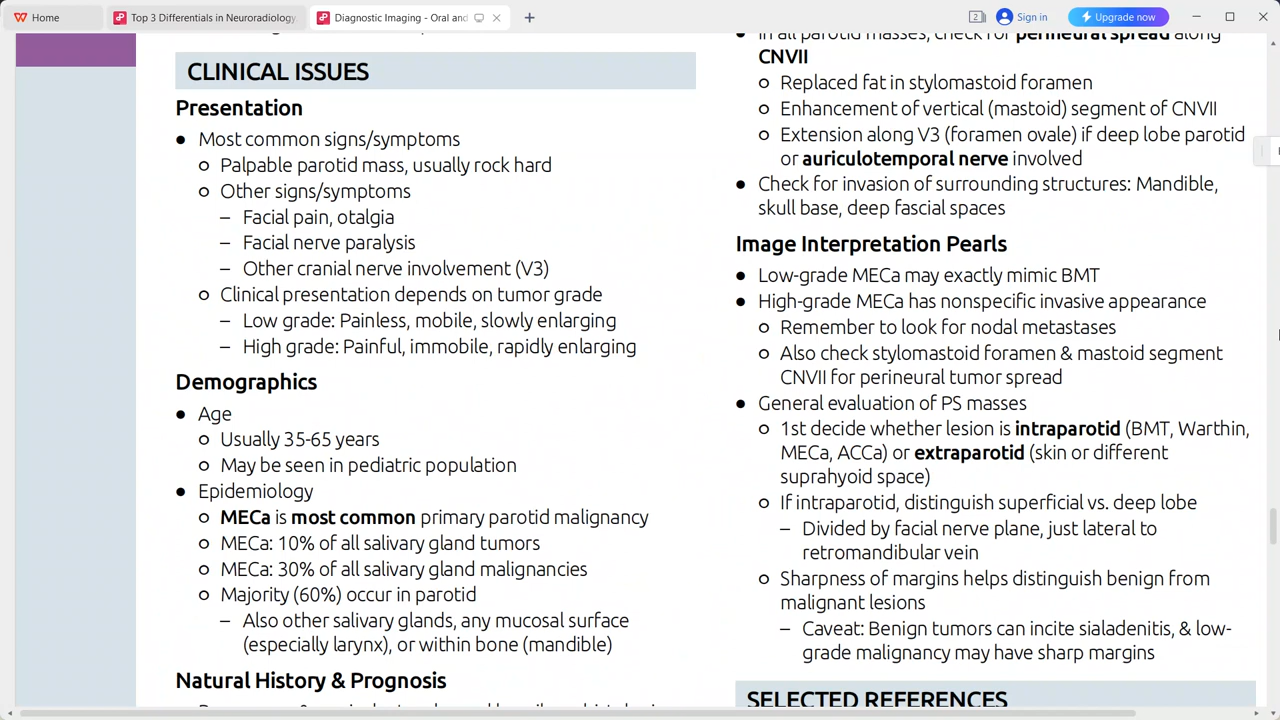 Home
Top 3 Differentials in Neuroradiology.
Diagnostic Imaging - Oral and
2
Sign in
Upgrade now
CLINICAL ISSUES
Presentation
● Most common signs/symptoms
○ Palpable parotid mass, usually rock hard
○ Other signs/symptoms
– Facial pain, otalgia
– Facial nerve paralysis
– Other cranial nerve involvement (V3)
○ Clinical presentation depends on tumor grade
– Low grade: Painless, mobile, slowly enlarging
– High grade: Painful, immobile, rapidly enlarging
Demographics
● Age
○ Usually 35-65 years
○ May be seen in pediatric population
● Epidemiology
○ MECa is most common primary parotid malignancy
○ MECa: 10% of all salivary gland tumors
○ MECa: 30% of all salivary gland malignancies
○ Majority (60%) occur in parotid
– Also other salivary glands, any mucosal surface
(especially larynx), or within bone (mandible)
Natural History & Prognosis
● In all parotid masses, check for perineural spread along
CNVII
○ Replaced fat in stylomastoid foramen
○ Enhancement of vertical (mastoid) segment of CNVII
○ Extension along V3 (foramen ovale) if deep lobe parotid
or auriculotemporal nerve involved
● Check for invasion of surrounding structures: Mandible,
skull base, deep fascial spaces
Image Interpretation Pearls
● Low-grade MECa may exactly mimic BMT
● High-grade MECa has nonspecific invasive appearance
○ Remember to look for nodal metastases
○ Also check stylomastoid foramen & mastoid segment
CNVII for perineural tumor spread
● General evaluation of PS masses
○ 1st decide whether lesion is intraparotid (BMT, Warthin,
MECa, ACCa) or extraparotid (skin or different
suprahyoid space)
○ If intraparotid, distinguish superficial vs. deep lobe
– Divided by facial nerve plane, just lateral to
retromandibular vein
○ Sharpness of margins helps distinguish benign from
malignant lesions
– Caveat: Benign tumors can incite sialadenitis, & low-
grade malignancy may have sharp margins
SELECTED REFERENCES